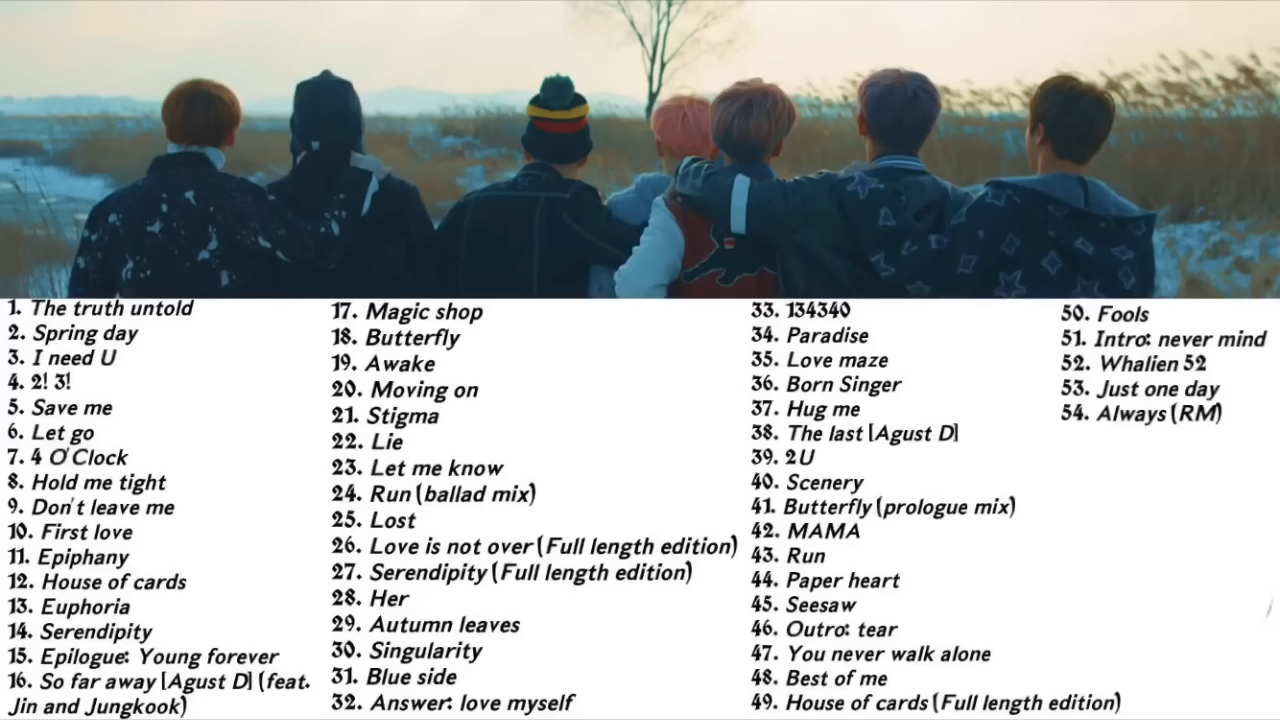 1. The truth untold
2. Spring day
3. I need U
4. 2! 3!
5. Save me
6. Let go
7. 4 O'Clock
8. Hold me tight
9. Don't leave me
10. First love
11. Epiphany
12. House of cards
13. Euphoria
14. Serendipity
15. Epilogue: Young forever
16. So far away [Agust D] (feat.
Jin and Jungkook)
17. Magic shop
18. Butterfly
19. Awake
20. Moving on
21. Stigma
22. Lie
23. Let me know
24. Run (ballad mix)
25. Lost
26. Love is not over (Full length edition)
27. Serendipity (Full length edition)
28. Her
29. Autumn leaves
30. Singularity
31. Blue side
32. Answer: love myself
33. 134340
34. Paradise
35. Love maze
36. Born Singer
37. Hug me
38. The last [Agust D]
39. 2U
40. Scenery
41. Butterfly (prologue mix)
42. MAMA
43. Run
44. Paper heart
45. Seesaw
46. Outro: tear
47. You never walk alone
48. Best of me
49. House of cards (Full length edition)
50. Fools
51. Intro: never mind
52. Whalien 52
53. Just one day
54. Always (RM)